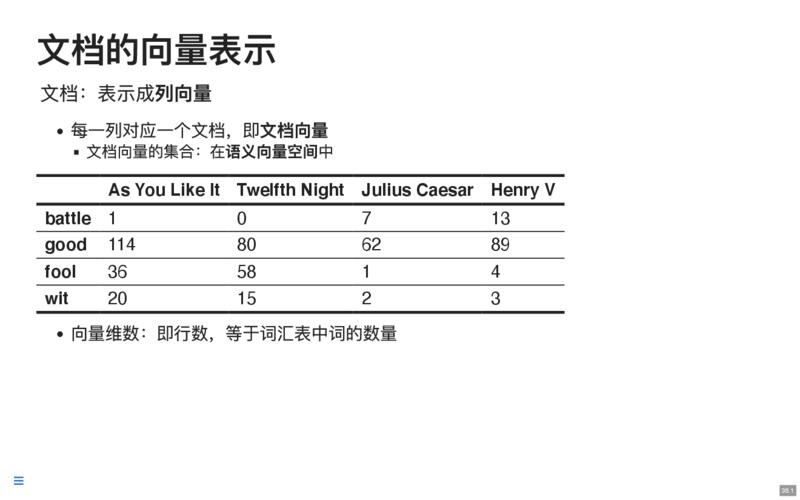 文档的向量表示
文档：表示成列向量
• 每一列对应一个文档，即文档向量
▪ 文档向量的集合：在语义向量空间中
As You Like It Twelfth Night Julius Caesar Henry V
battle 1 0 7 13
good 114 80 62 89
fool 36 58 1 4
wit 20 15 2 3
• 向量维数：即行数，等于词汇表中词的数量